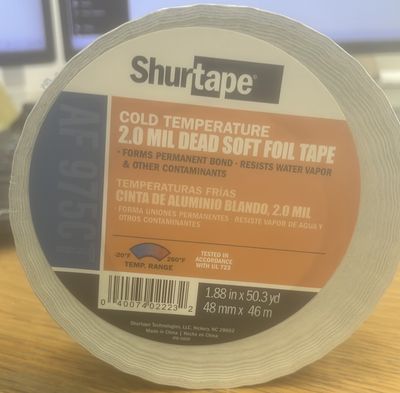 Shurtape®
AF 975CT
COLD TEMPERATURE
2.0 MIL DEAD SOFT FOIL TAPE
· FORMS PERMANENT BOND · RESISTS WATER VAPOR
& OTHER CONTAMINANTS
TEMPERATURAS FRÍAS
CINTA DE ALUMINIO BLANDO, 2.0 MIL
· FORMA UNIONES PERMANENTES · RESISTE VAPOR DE AGUA Y
OTROS CONTAMINANTES
-20°F 260°F
TEMP. RANGE
TESTED IN
ACCORDANCE
WITH UL 723
0 40074 02223 2
1.88 in x 50.3 yd
48 mm x 46 m
Shurtape Technologies, LLC, Hickory, NC 28602
Made in China | Hecho en China